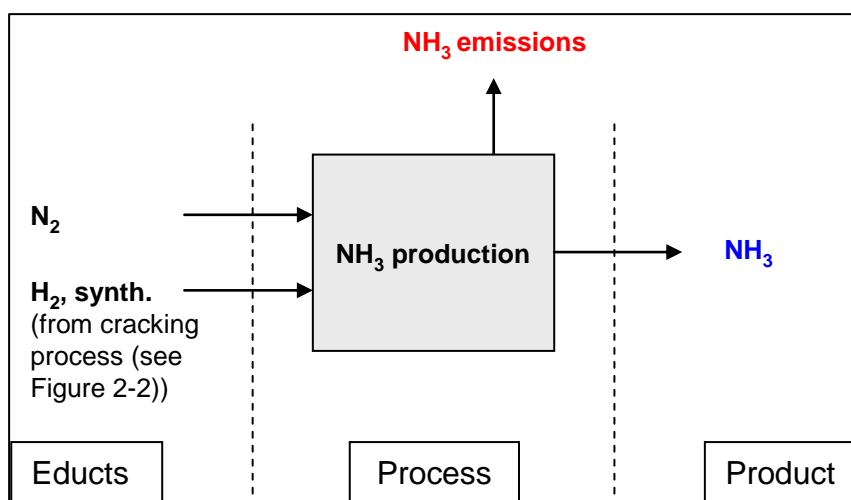 NH3 emissions
N2
NH3 production
NH3
H2, synth.
(from cracking
process (see
Figure 2-2))
Educts
Process
Product